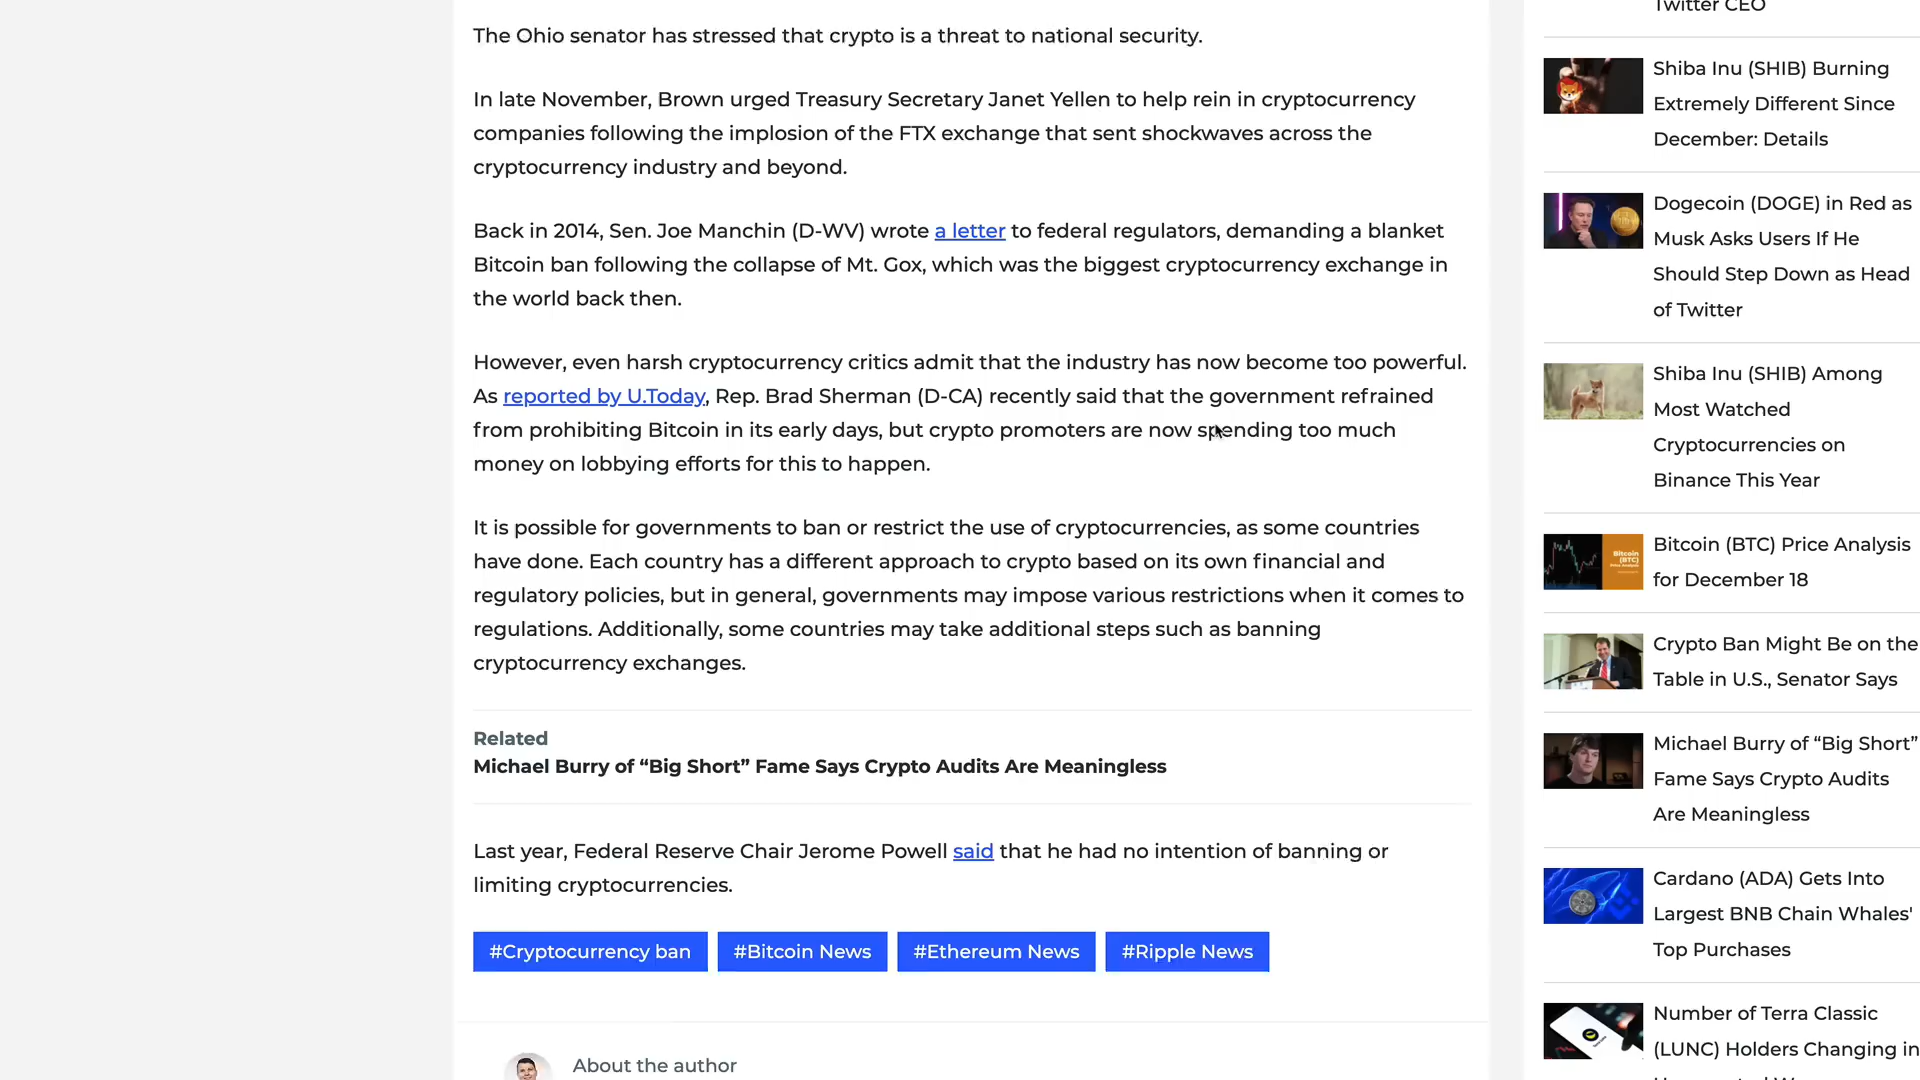 The Ohio senator has stressed that crypto is a threat to national security.
In late November, Brown urged Treasury Secretary Janet Yellen to help rein in cryptocurrency
companies following the implosion of the FTX exchange that sent shockwaves across the
cryptocurrency industry and beyond.
Back in 2014, Sen. Joe Manchin (D-WV) wrote a letter to federal regulators, demanding a blanket
Bitcoin ban following the collapse of Mt. Gox, which was the biggest cryptocurrency exchange in
the world back then.
However, even harsh cryptocurrency critics admit that the industry has now become too powerful.
As reported by U.Today, Rep. Brad Sherman (D-CA) recently said that the government refrained
from prohibiting Bitcoin in its early days, but crypto promoters are now spending too much
money on lobbying efforts for this to happen.
It is possible for governments to ban or restrict the use of cryptocurrencies, as some countries
have done. Each country has a different approach to crypto based on its own financial and
regulatory policies, but in general, governments may impose various restrictions when it comes to
regulations. Additionally, some countries may take additional steps such as banning
cryptocurrency exchanges.
Related
Michael Burry of “Big Short” Fame Says Crypto Audits Are Meaningless
Last year, Federal Reserve Chair Jerome Powell said that he had no intention of banning or
limiting cryptocurrencies.
#Cryptocurrency ban #Bitcoin News #Ethereum News #Ripple News
About the author
Twitter CEO
Shiba Inu (SHIB) Burning
Extremely Different Since
December: Details
Dogecoin (DOGE) in Red as
Musk Asks Users If He
Should Step Down as Head
of Twitter
Shiba Inu (SHIB) Among
Most Watched
Cryptocurrencies on
Binance This Year
Bitcoin
(BTC)
Bitcoin (BTC) Price Analysis
for December 18
Crypto Ban Might Be on the
Table in U.S., Senator Says
Michael Burry of “Big Short”
Fame Says Crypto Audits
Are Meaningless
Cardano (ADA) Gets Into
Largest BNB Chain Whales'
Top Purchases
Number of Terra Classic
(LUNC) Holders Changing in